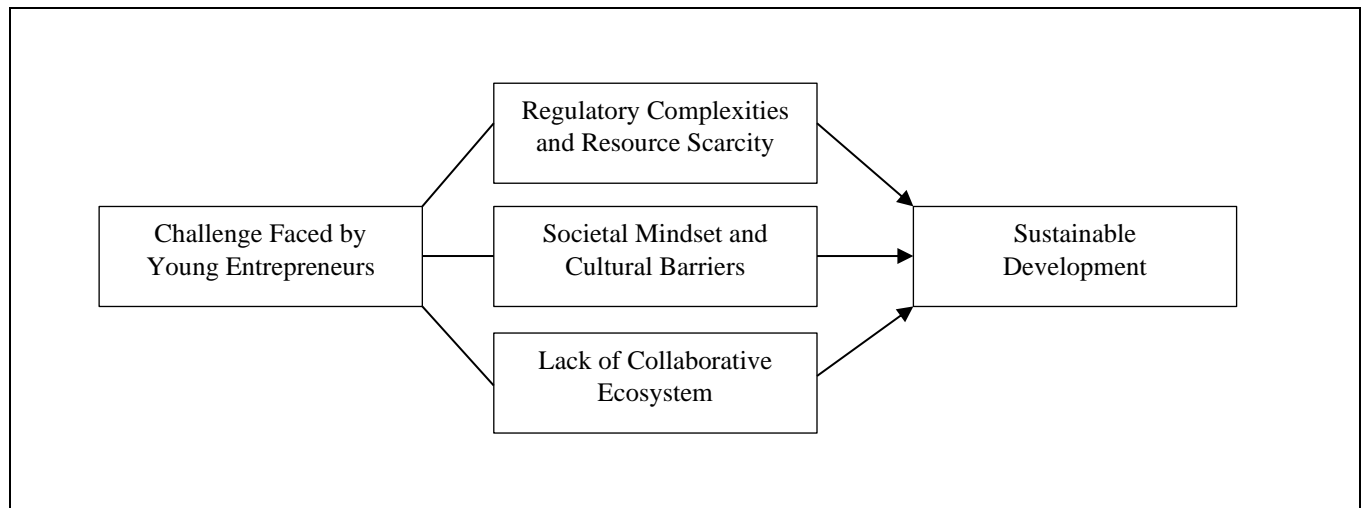 Regulatory Complexities
and Resource Scarcity
Challenge Faced by
Young Entrepreneurs
Societal Mindset and
Cultural Barriers
Sustainable
Development
Lack of Collaborative
Ecosystem